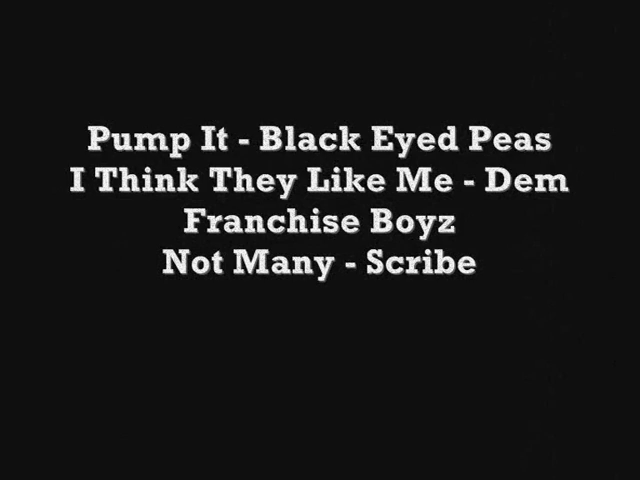 Pump It - Black Eyed Peas
I Think They Like Me - Dem
Franchise Boyz
Not Many - Scribe